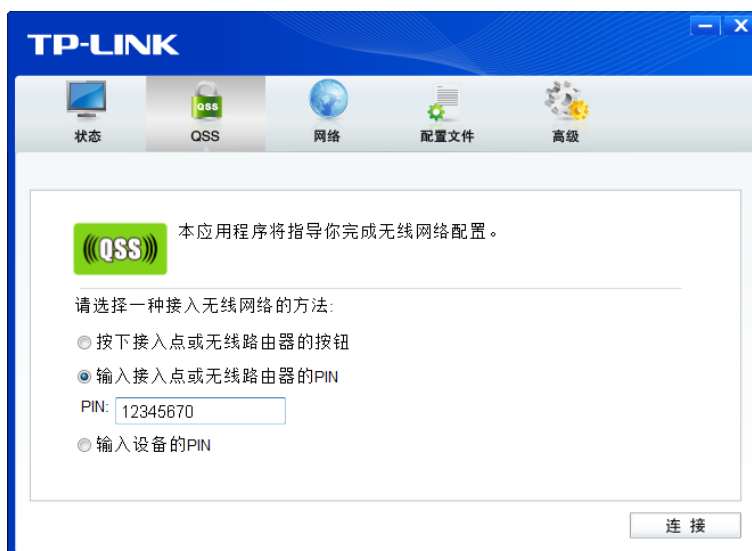 TP-LINK
状态 QSS 网络 配置文件 高级
QSS
本应用程序将指导你完成无线网络配置。
请选择一种接入无线网络的方法:
按下接入点或无线路由器的按钮
输入接入点或无线路由器的PIN
PIN: 12345670
输入设备的PIN
连接